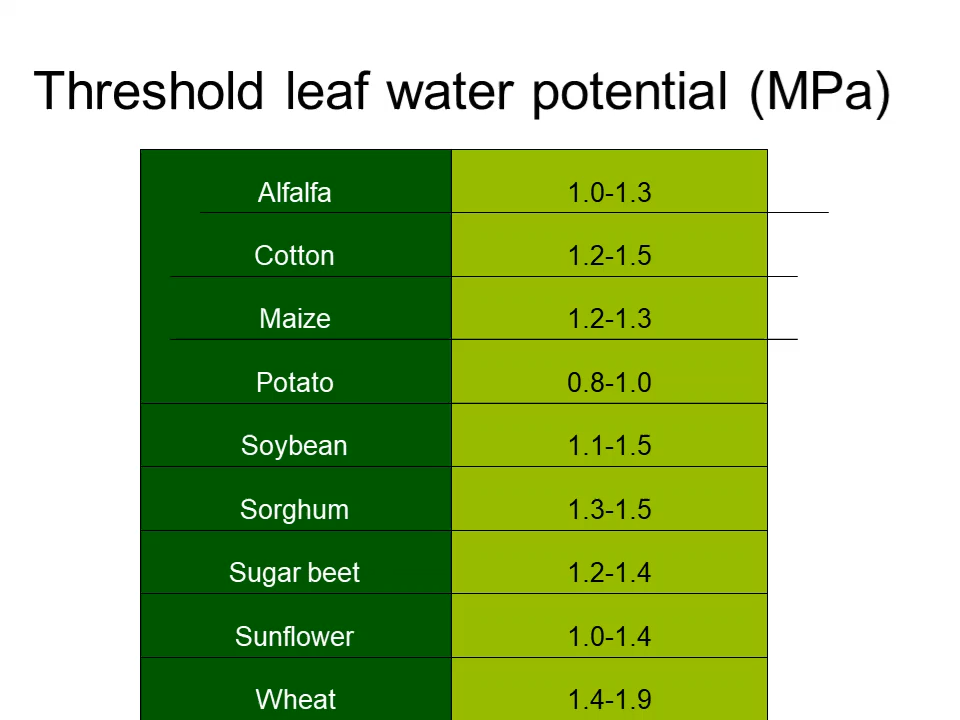 Threshold leaf water potential (MPa)
Alfalfa 1.0-1.3
Cotton 1.2-1.5
Maize 1.2-1.3
Potato 0.8-1.0
Soybean 1.1-1.5
Sorghum 1.3-1.5
Sugar beet 1.2-1.4
Sunflower 1.0-1.4
Wheat 1.4-1.9